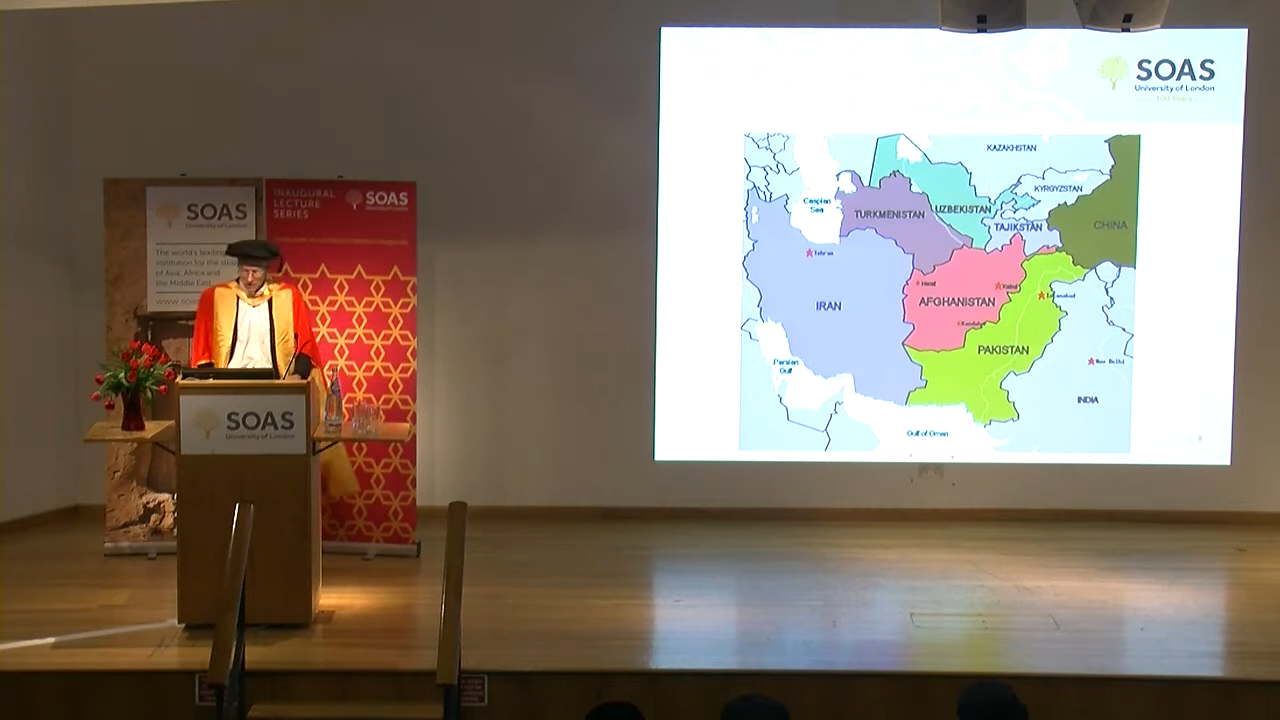 SOAS
University of London
The world's leading
institution for the study
of Asia, Africa and
the Middle East
INAUGURAL
LECTURE
SERIES
SOAS
SOAS
University of London
SOAS
University of London
100 Years
KAZAKHSTAN
KYRGYZSTAN
Caspian
Sea
TURKMENISTAN
UZBEKISTAN
TAJIKISTAN
CHINA
Tehran
Herat
Kabul
IRAN
AFGHANISTAN
Kandahar
PAKISTAN
New Delhi
Persian
Gulf
INDIA
Gulf of Oman